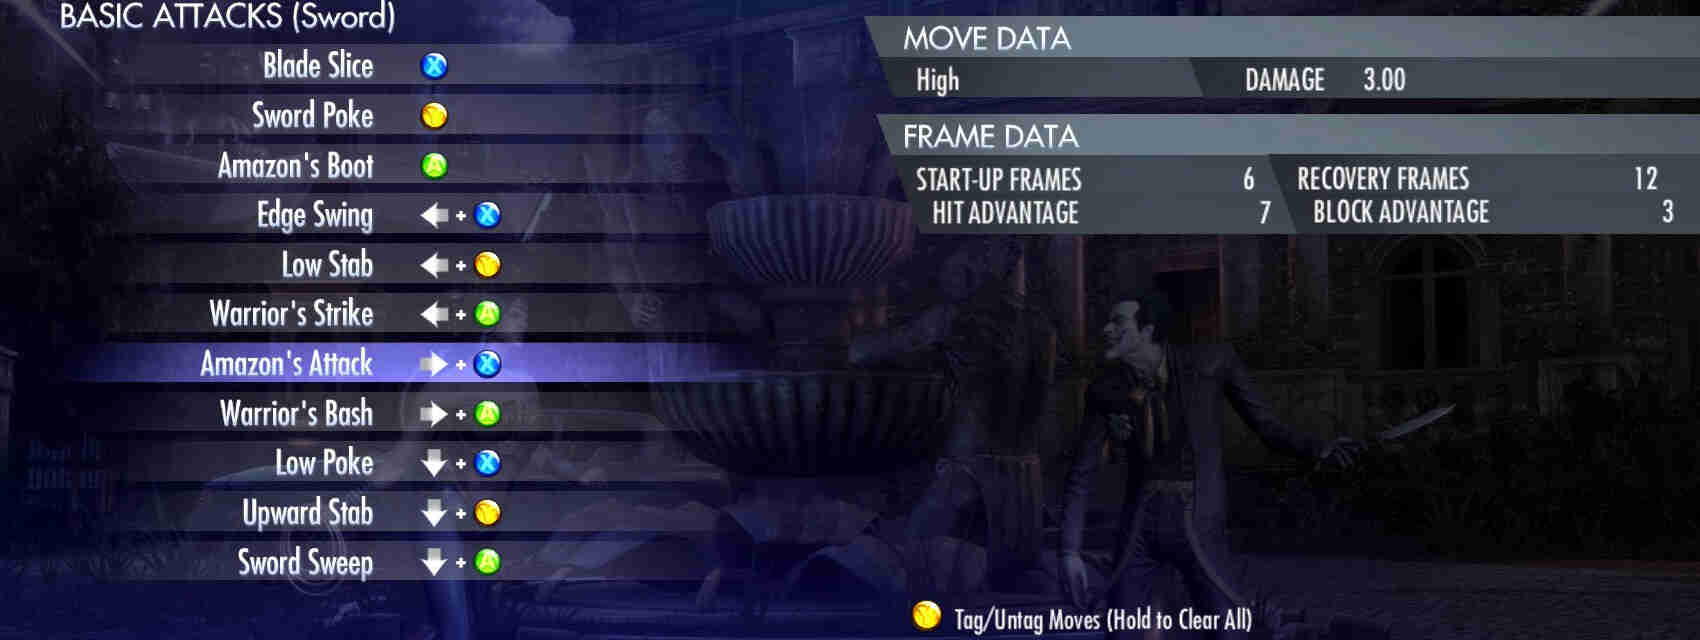 BASIC ATTACKS (Sword)
Blade Slice X
Sword Poke Y
Amazon's Boot A
Edge Swing + X
Low Stab + Y
Warrior's Strike + A
Amazon's Attack + X
Warrior's Bash + A
Low Poke + X
Upward Stab + Y
Sword Sweep + A
MOVE DATA
High DAMAGE 3.00
FRAME DATA
START-UP FRAMES 6 RECOVERY FRAMES 12
HIT ADVANTAGE 7 BLOCK ADVANTAGE 3
Y Tag/Untag Moves (Hold to Clear All)